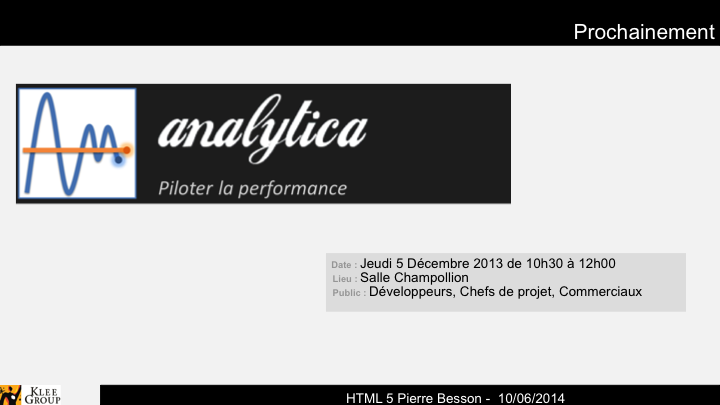 Prochainement
analytica
Piloter la performance
Date : Jeudi 5 Décembre 2013 de 10h30 à 12h00
Lieu : Salle Champollion
Public : Développeurs, Chefs de projet, Commerciaux
KLEE
GROUP
HTML 5 Pierre Besson - 10/06/2014